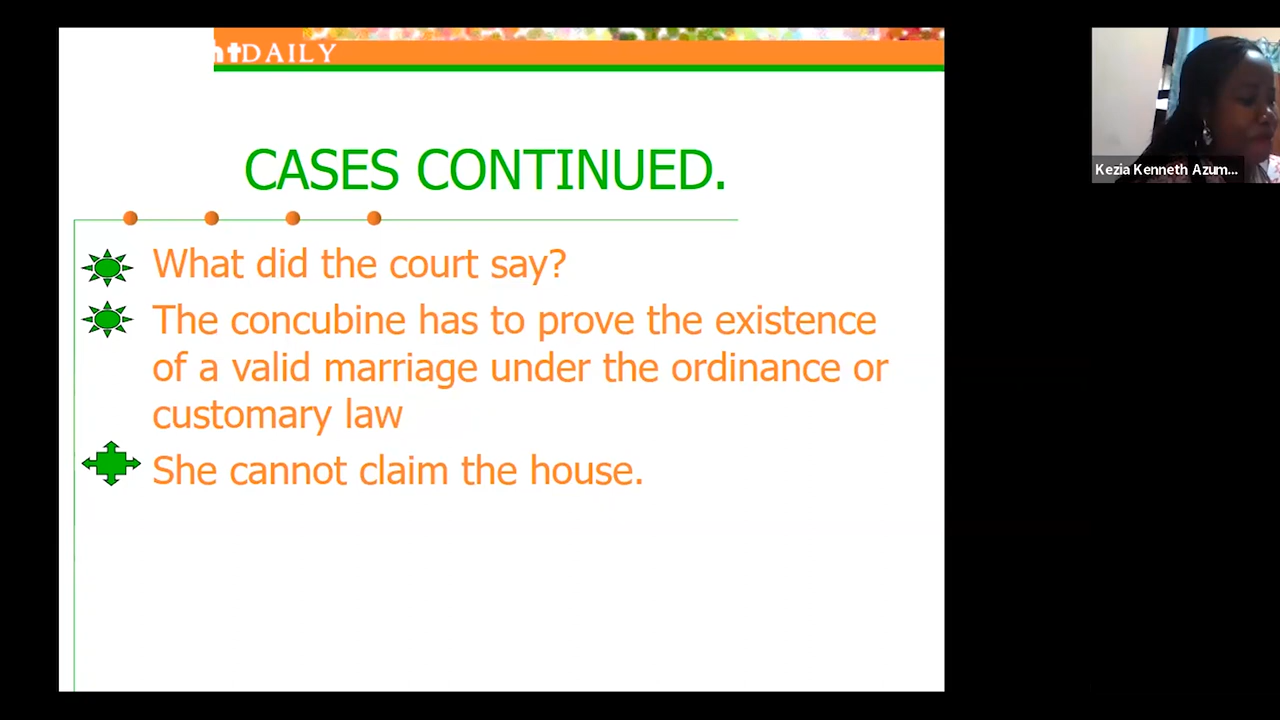 DAILY
CASES CONTINUED.
What did the court say?
The concubine has to prove the existence
of a valid marriage under the ordinance or
customary law
She cannot claim the house.
Kezia Kenneth Azum...